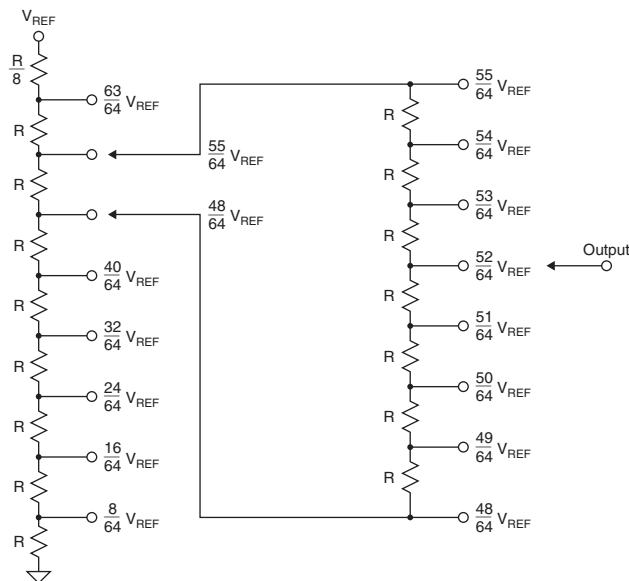 V_REF
R/8
63/64 V_REF
R
55/64 V_REF
R
48/64 V_REF
R
40/64 V_REF
R
32/64 V_REF
R
24/64 V_REF
R
16/64 V_REF
R
8/64 V_REF
R
55/64 V_REF
R
54/64 V_REF
R
53/64 V_REF
R
52/64 V_REF
Output
R
51/64 V_REF
R
50/64 V_REF
R
49/64 V_REF
R
48/64 V_REF